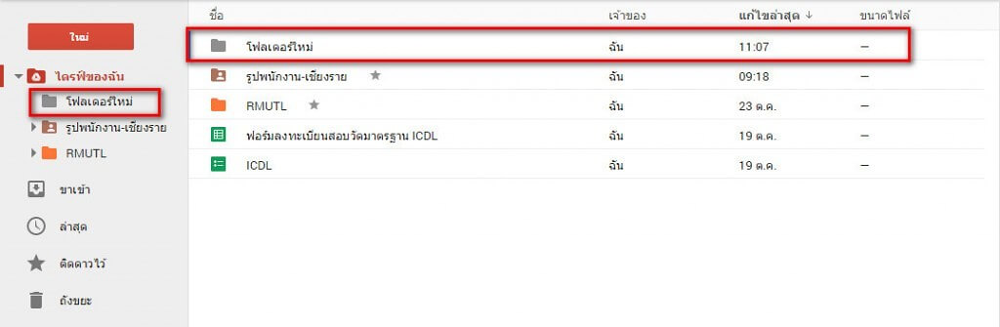 ใหม่
ไดรฟ์ของฉัน
โฟลเดอร์ใหม่
รูปพนักงาน-เชียงราย
RMUTL
ขาเข้า
ล่าสุด
ติดดาวไว้
ถังขยะ
ชื่อ เจ้าของ แก้ไขล่าสุด ↓ ขนาดไฟล์
โฟลเดอร์ใหม่ ฉัน 11:07 —
รูปพนักงาน-เชียงราย ฉัน 09:18 —
RMUTL ฉัน 23 ต.ค. —
ฟอร์มลงทะเบียนสอบวัดมาตรฐาน ICDL ฉัน 19 ต.ค. —
ICDL ฉัน 19 ต.ค. —